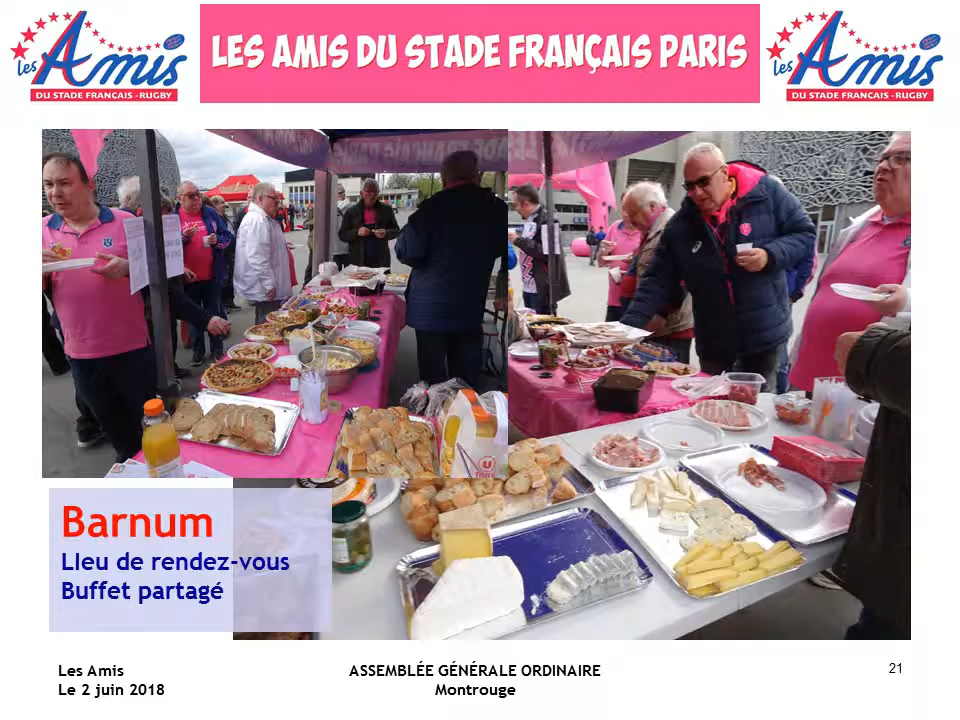 les Amis
DU STADE FRANÇAIS - RUGBY
LES AMIS DU STADE FRANÇAIS PARIS
les Amis
DU STADE FRANÇAIS - RUGBY
Barnum
LIeu de rendez-vous
Buffet partagé
Les Amis
Le 2 juin 2018
ASSEMBLÉE GÉNÉRALE ORDINAIRE
Montrouge
21